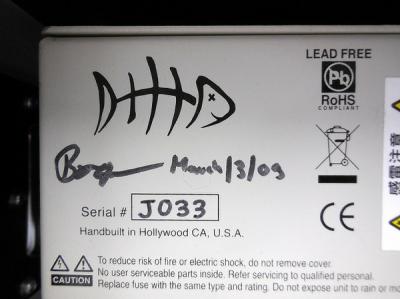 LEAD FREE
Pb
RoHS
COMPLIANT
March/3/09
Serial # J033
Handbuilt in Hollywood CA, U.S.A.
CE
CAUTION
To reduce risk of fire or electric shock, do not remove cover.
No user serviceable parts inside. Refer servicing to qualified personal.
Replace fuse with the same type and rating. Do not expose unit to rain or mo